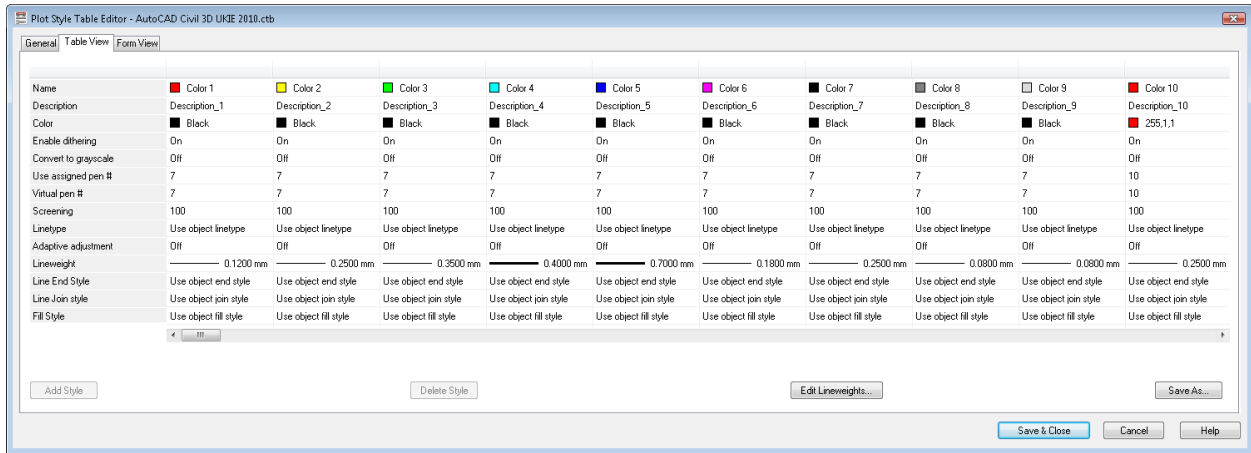 Plot Style Table Editor - AutoCAD Civil 3D UKIE 2010.ctb
General Table View Form View
Name Color 1 Color 2 Color 3 Color 4 Color 5 Color 6 Color 7 Color 8 Color 9 Color 10
Description Description_1 Description_2 Description_3 Description_4 Description_5 Description_6 Description_7 Description_8 Description_9 Description_10
Color Black Black Black Black Black Black Black Black Black 255,1,1
Enable dithering On On On On On On On On On On
Convert to grayscale Off Off Off Off Off Off Off Off Off Off
Use assigned pen # 7 7 7 7 7 7 7 7 7 10
Virtual pen # 7 7 7 7 7 7 7 7 7 10
Screening 100 100 100 100 100 100 100 100 100 100
Linetype Use object linetype Use object linetype Use object linetype Use object linetype Use object linetype Use object linetype Use object linetype Use object linetype Use object linetype Use object linetype
Adaptive adjustment Off Off Off Off Off Off Off Off Off Off
Lineweight 0.1200 mm 0.2500 mm 0.3500 mm 0.4000 mm 0.7000 mm 0.1800 mm 0.2500 mm 0.0800 mm 0.0800 mm 0.2500 mm
Line End Style Use object end style Use object end style Use object end style Use object end style Use object end style Use object end style Use object end style Use object end style Use object end style Use object end style
Line Join style Use object join style Use object join style Use object join style Use object join style Use object join style Use object join style Use object join style Use object join style Use object join style Use object join style
Fill Style Use object fill style Use object fill style Use object fill style Use object fill style Use object fill style Use object fill style Use object fill style Use object fill style Use object fill style Use object fill style
Add Style Delete Style Edit Lineweights... Save As...
Save & Close Cancel Help